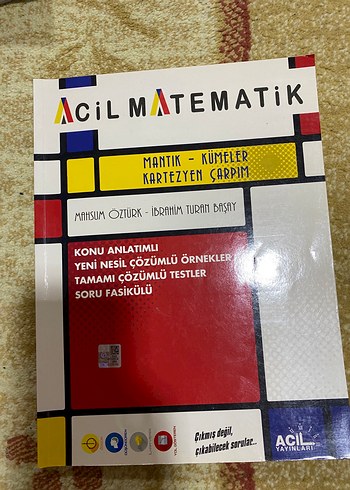 ACİL MATEMATİK
MANTIK - KÜMELER
KARTEZYEN ÇARPIM
MAHSUM ÖZTÜRK - İBRAHİM TURAN BAŞAY
KONU ANLATIMLI
YENİ NESİL ÇÖZÜMLÜ ÖRNEKLER
TAMAMI ÇÖZÜMLÜ TESTLER
SORU FASİKÜLÜ
Çıkmış değil,
çıkabilecek sorular...
ACİL
YAYINLARI